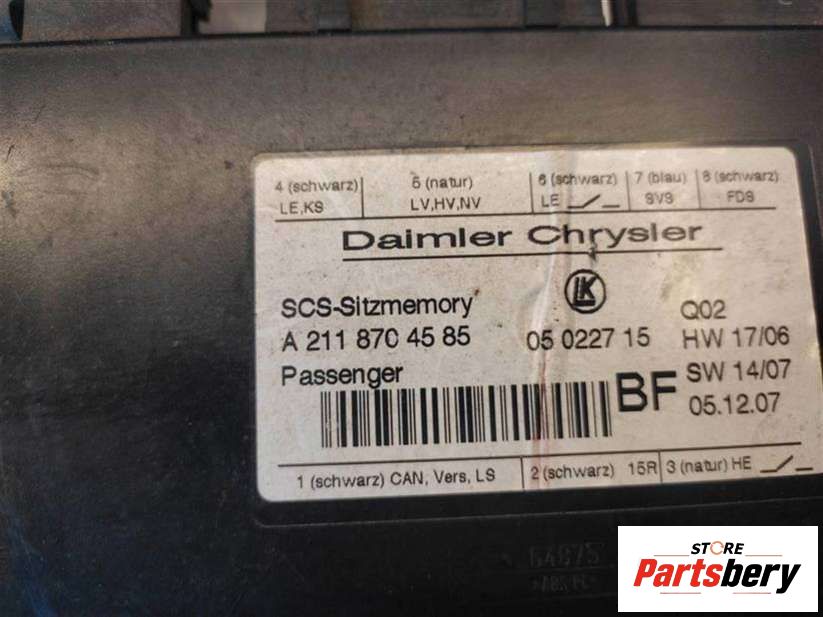 4 (schwarz) 5 (natur) 6 (schwarz) 7 (blau) 8 (schwarz)
LE,KS LV,HV,NV LE SVS FDS
Daimler Chrysler
SCS-Sitzmemory LK Q02
A 211 870 45 85 05 0227 15 HW 17/06
Passenger BF SW 14/07
05.12.07
1 (schwarz) CAN, Vers, LS 2 (schwarz) 15R 3 (natur) HE
STORE
Partsbery